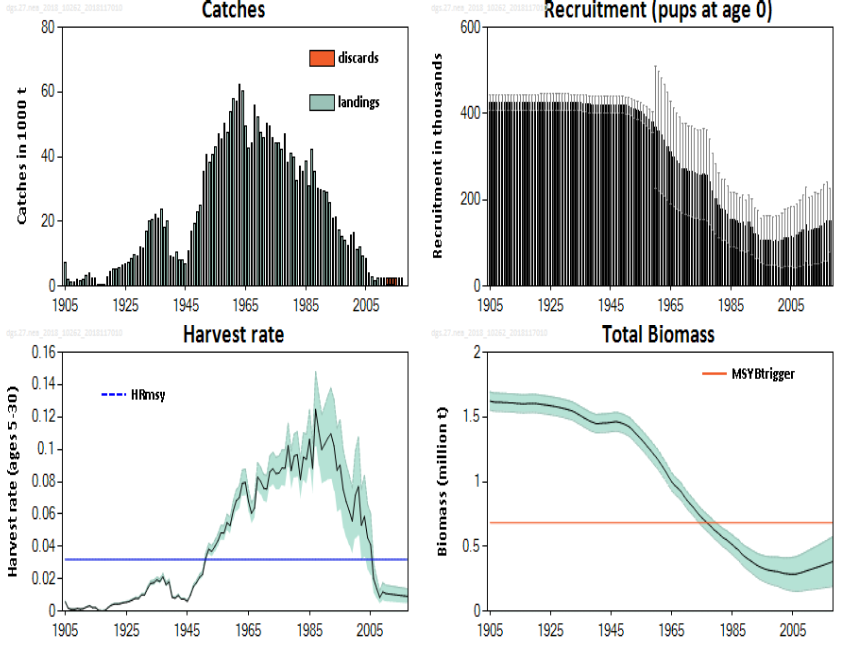 Catches
80
60
40
20
0
Catches in 1000 t
discards
landings
1905 1925 1945 1965 1985 2005
Recruitment (pups at age 0)
600
400
200
0
Recruitment in thousands
1905 1925 1945 1965 1985 2005
Harvest rate
0.16
0.14
0.12
0.1
0.08
0.06
0.04
0.02
0
Harvest rate (ages 5-30)
HRmsy
1905 1925 1945 1965 1985 2005
Total Biomass
2
1.5
1
0.5
0
Biomass (million t)
MSYBtrigger
1905 1925 1945 1965 1985 2005